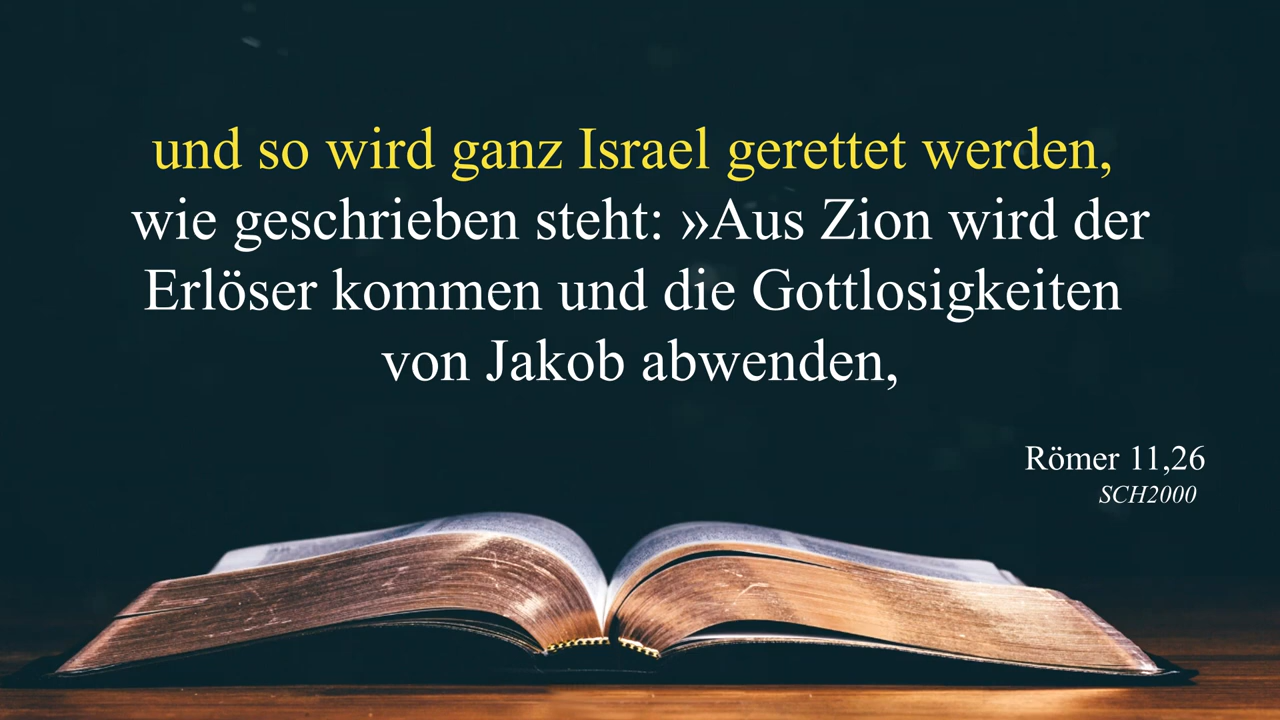 und so wird ganz Israel gerettet werden,
wie geschrieben steht: »Aus Zion wird der
Erlöser kommen und die Gottlosigkeiten
von Jakob abwenden,
Römer 11,26
SCH2000